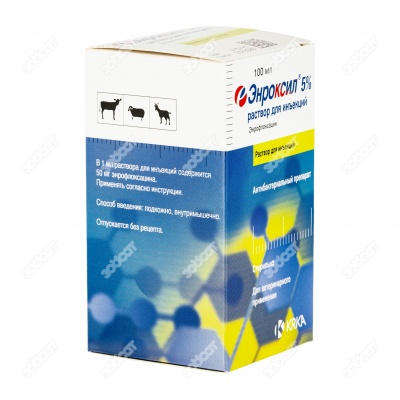 В 1 мл раствора для инъекций содержится
50 мг энрофлоксацина.
Применять согласно инструкции.
Способ введения: подкожно, внутримышечно.
Отпускается без рецепта.
100 мл
Энроксил® 5%
раствор для инъекций
Энрофлоксацин
Раствор для инъекций
Антибактериальный препарат
Стерильно
Для ветеринарного
применения
KRKA
зообот